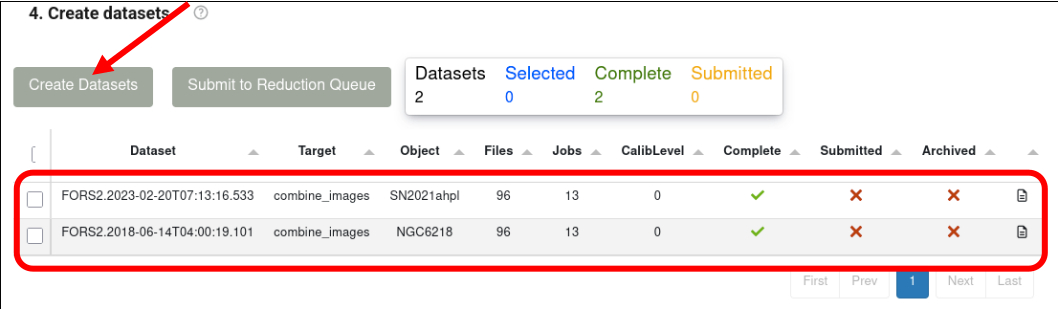 4. Create datasets ?
Create Datasets Submit to Reduction Queue Datasets Selected Complete Submitted
2 0 2 0
Dataset Target Object Files Jobs CalibLevel Complete Submitted Archived
FORS2.2023-02-20T07:13:16.533 combine_images SN2021ahpl 96 13 0
FORS2.2018-06-14T04:00:19.101 combine_images NGC6218 96 13 0
First Prev 1 Next Last